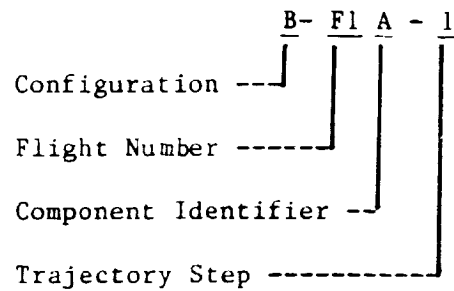 B- F1 A - 1
Configuration ---
Flight Number ------
Component Identifier --
Trajectory Step ----------